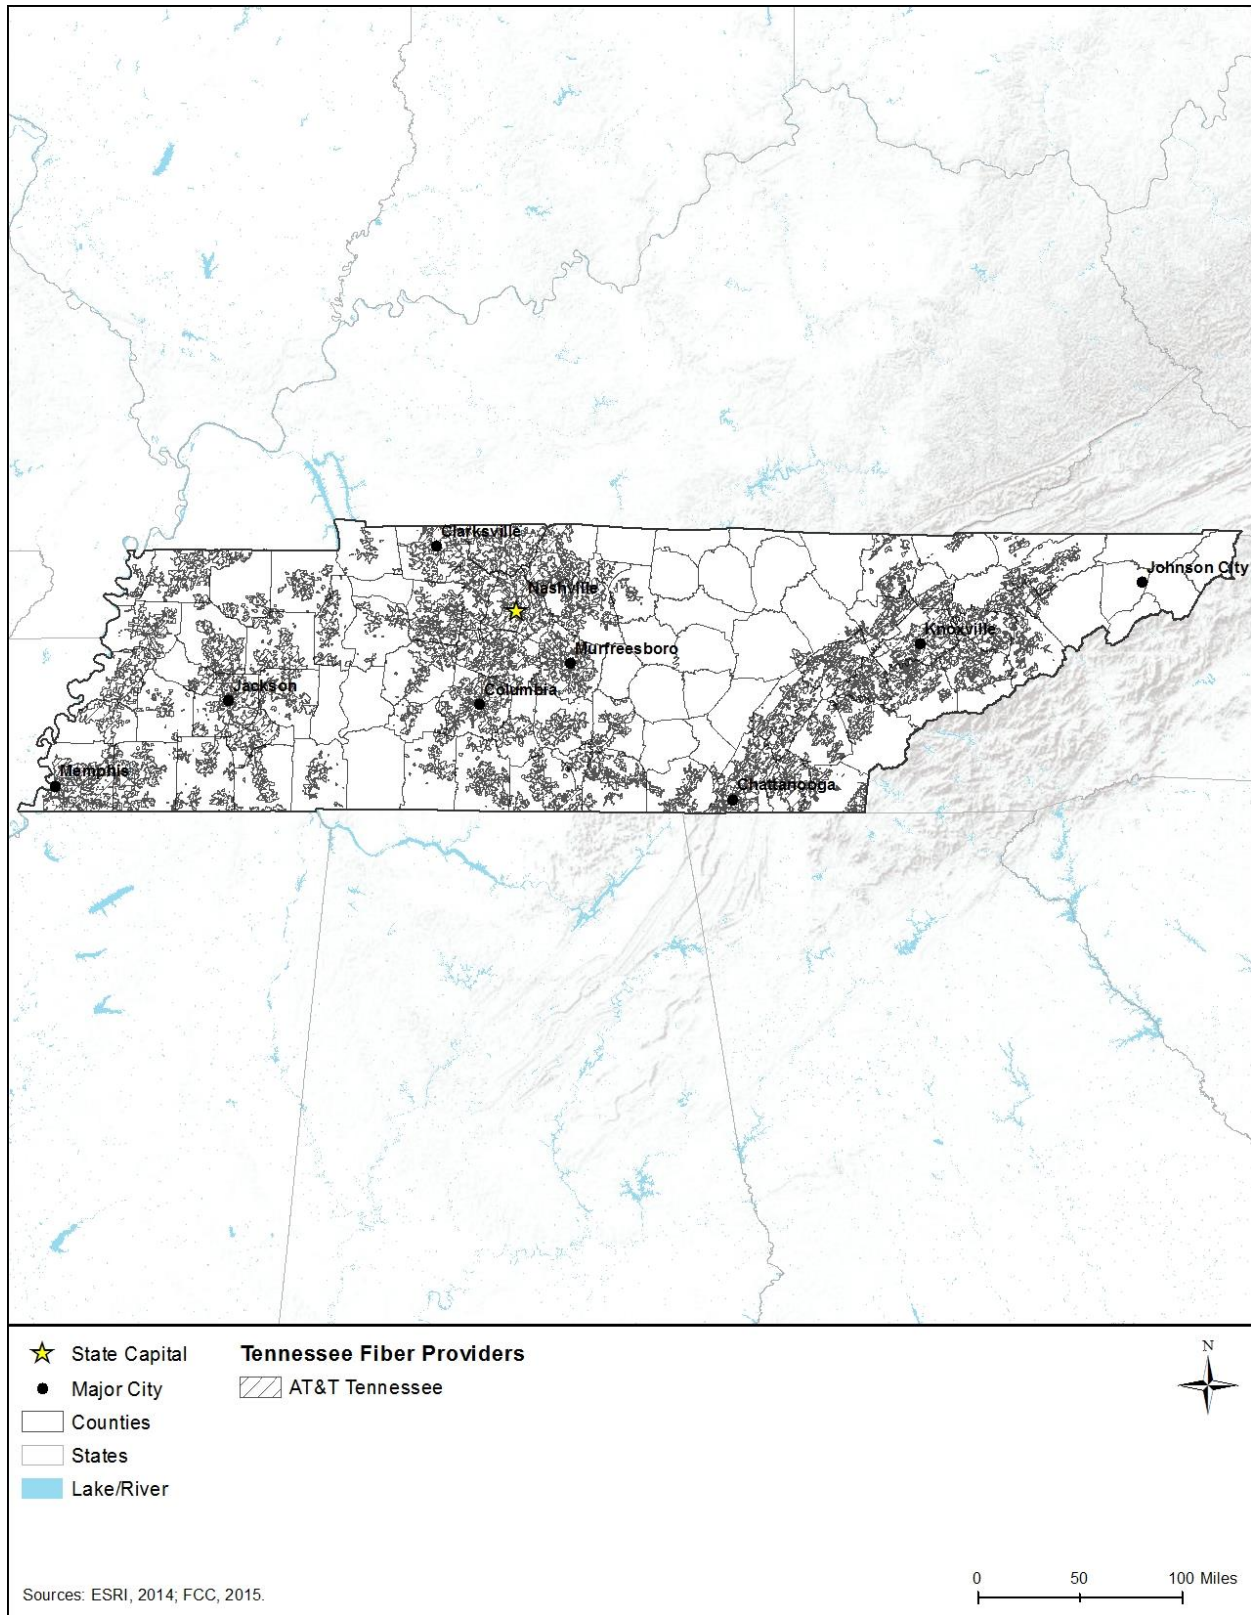 Clarksville
Nashville
Johnson City
Knoxville
Murfreesboro
Jackson
Columbia
Memphis
Chattanooga
State Capital
Tennessee Fiber Providers
N
Major City
AT&T Tennessee
Counties
States
Lake/River
0 50 100 Miles
Sources: ESRI, 2014; FCC, 2015.